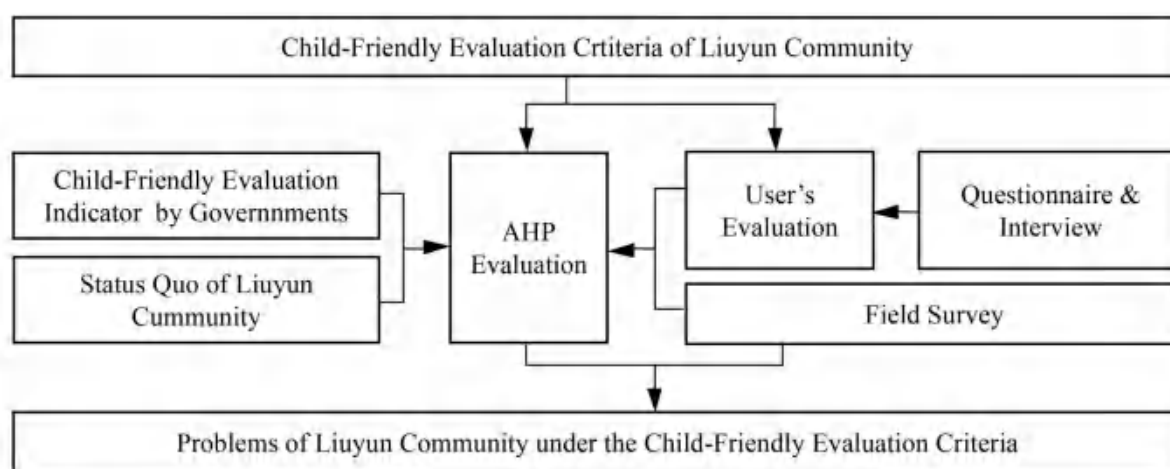 Child-Friendly Evaluation Crtiteria of Liuyun Community
Child-Friendly Evaluation
Indicator by Governnments
Status Quo of Liuyun
Cummunity
AHP
Evaluation
User’s
Evaluation
Questionnaire &
Interview
Field Survey
Problems of Liuyun Community under the Child-Friendly Evaluation Criteria